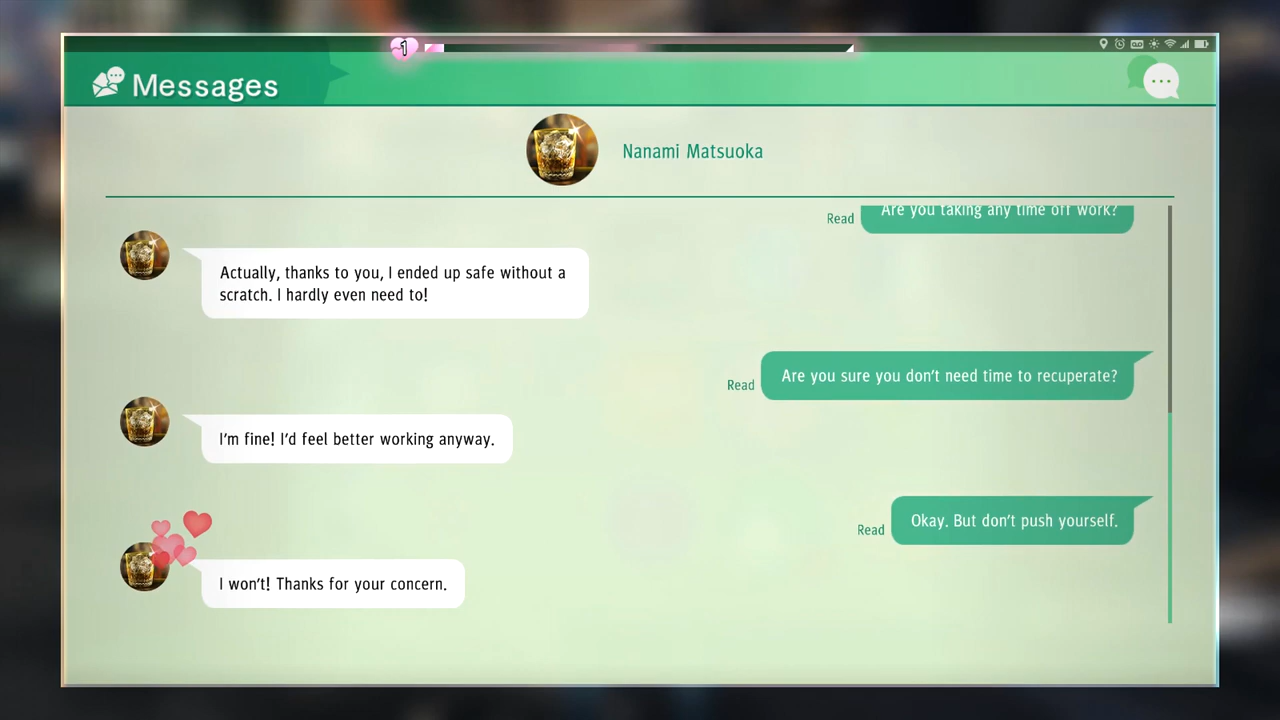 1
Messages
Nanami Matsuoka
Are you taking any time off work?
Read
Actually, thanks to you, I ended up safe without a
scratch. I hardly even need to!
Are you sure you don't need time to recuperate?
Read
I'm fine! I'd feel better working anyway.
Okay. But don't push yourself.
Read
I won't! Thanks for your concern.